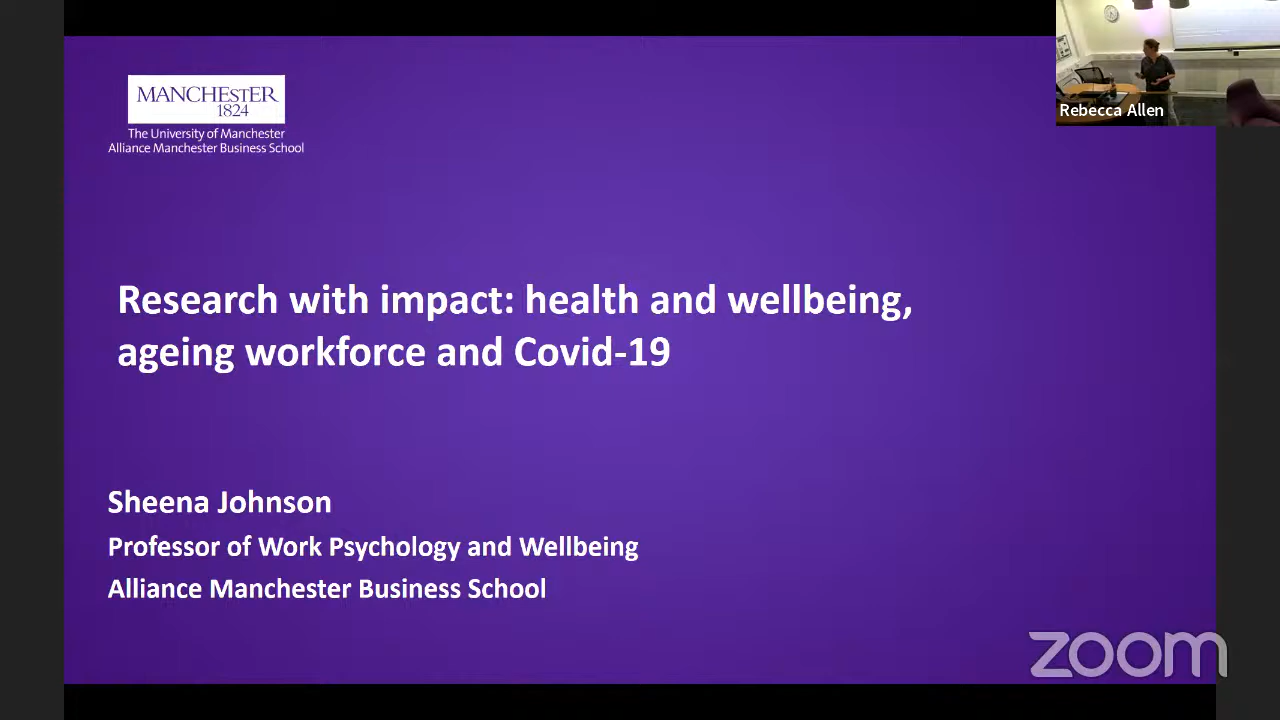 MANCHESTER
1824
The University of Manchester
Alliance Manchester Business School
Rebecca Allen
Research with impact: health and wellbeing,
ageing workforce and Covid-19
Sheena Johnson
Professor of Work Psychology and Wellbeing
Alliance Manchester Business School
zoom